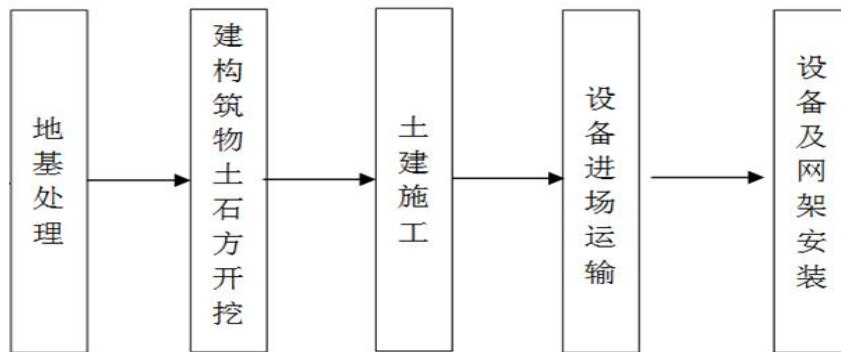 地基处理
建构筑物土石方开挖
土建施工
设备进场运输
设备及网架安装